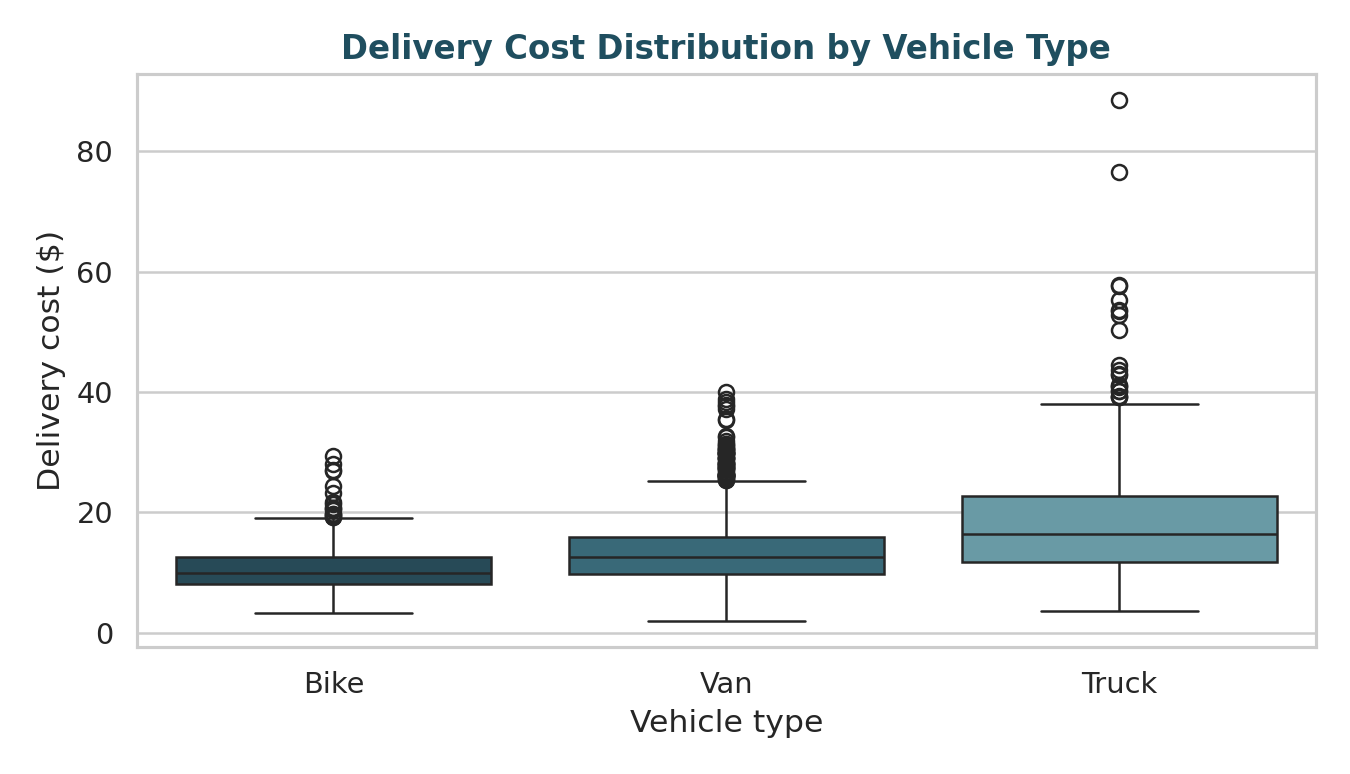 Delivery Cost Distribution by Vehicle Type
Delivery cost ($)
80
60
40
20
0
Bike Van Truck
Vehicle type